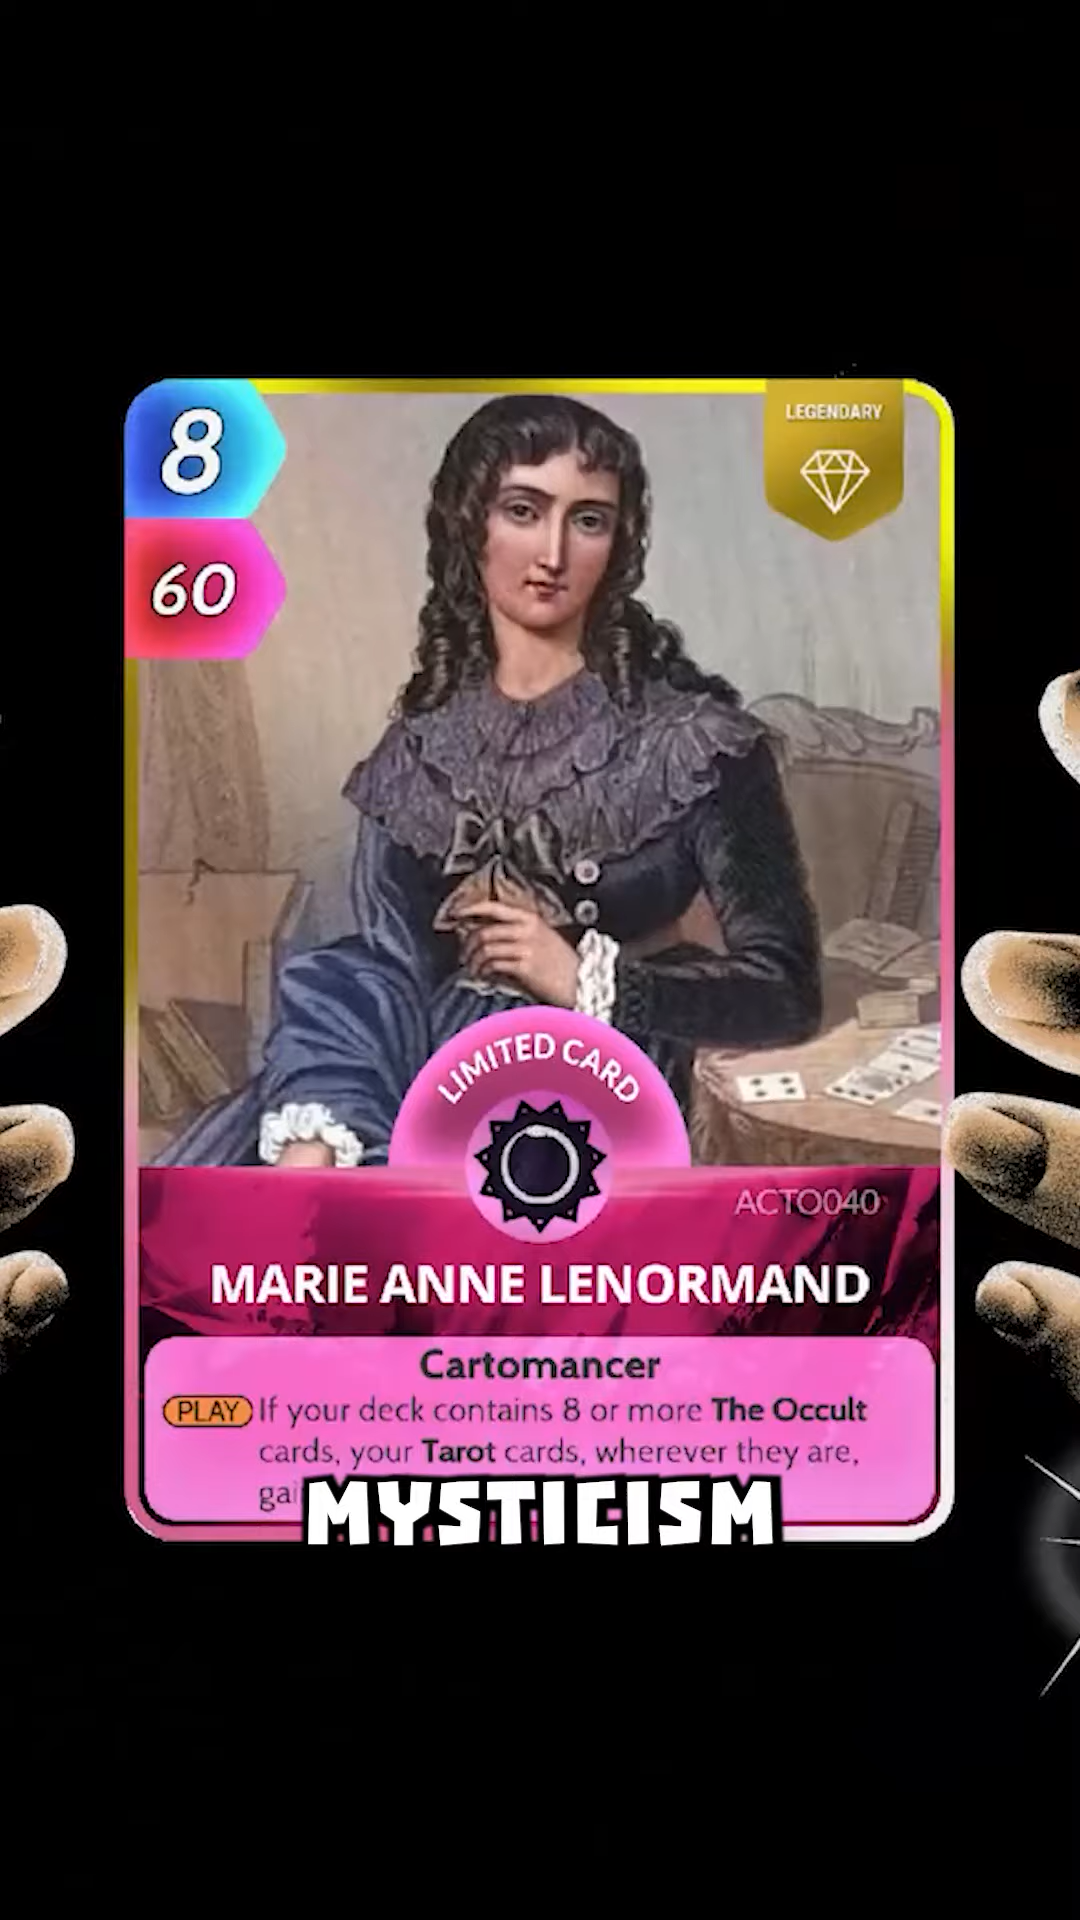 8
LEGENDARY
60
LIMITED CARD
ACTO040
MARIE ANNE LENORMAND
Cartomancer
PLAY If your deck contains 8 or more The Occult
cards, your Tarot cards, wherever they are,
MYSTICISM